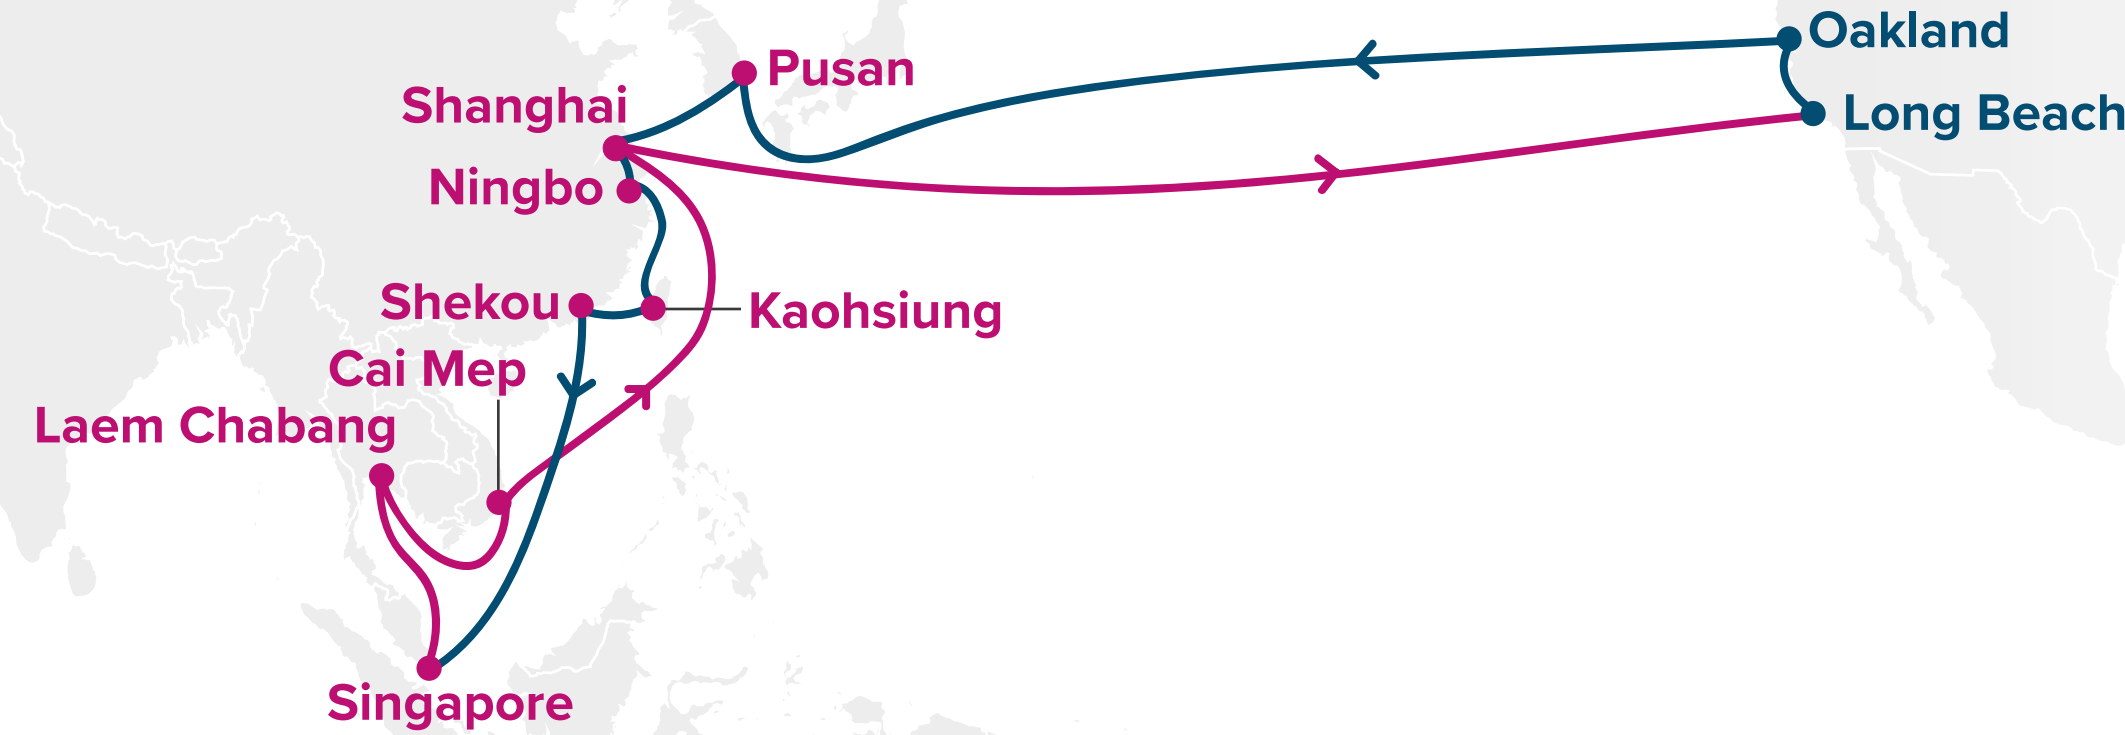 Oakland
Pusan
Shanghai
Long Beach
Ningbo
Shekou
Kaohsiung
Cai Mep
Laem Chabang
Singapore